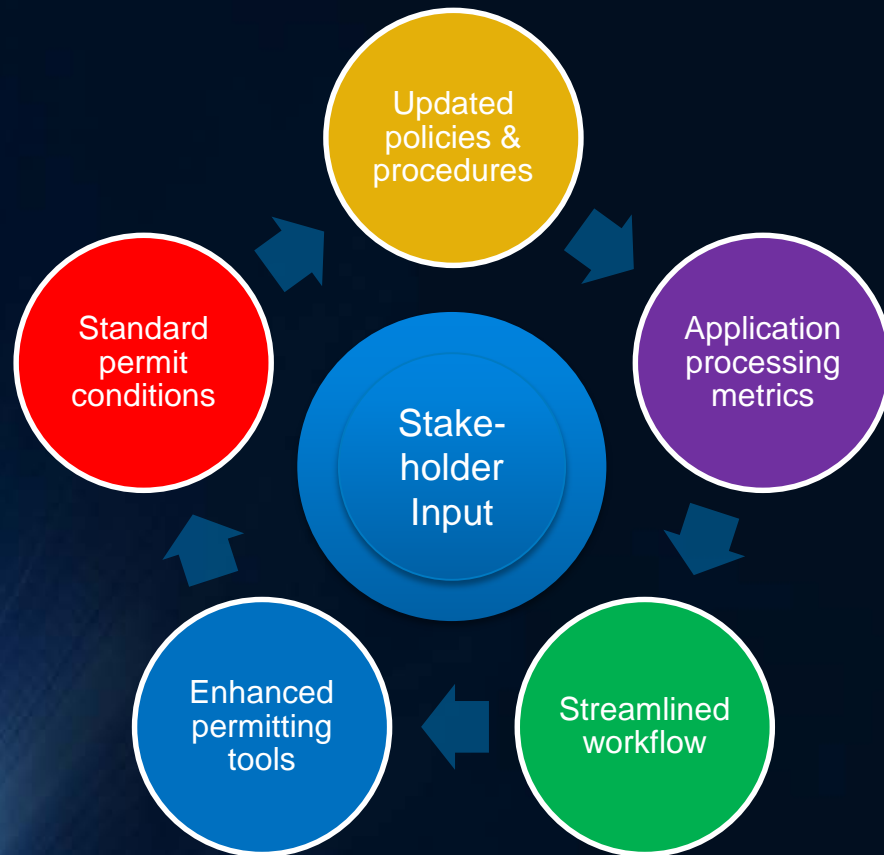 Updated
policies &
procedures
Application
processing
metrics
Streamlined
workflow
Enhanced
permitting
tools
Standard
permit
conditions
Stake-
holder
Input